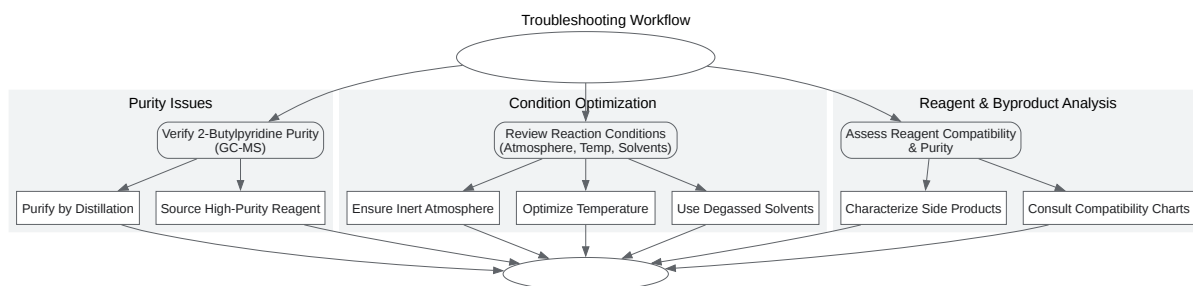 Troubleshooting Workflow
Purity Issues
Condition Optimization
Reagent & Byproduct Analysis
Verify 2-Butylpyridine Purity
(GC-MS)
Review Reaction Conditions
(Atmosphere, Temp, Solvents)
Assess Reagent Compatibility
& Purity
Purify by Distillation
Source High-Purity Reagent
Ensure Inert Atmosphere
Optimize Temperature
Use Degassed Solvents
Characterize Side Products
Consult Compatibility Charts